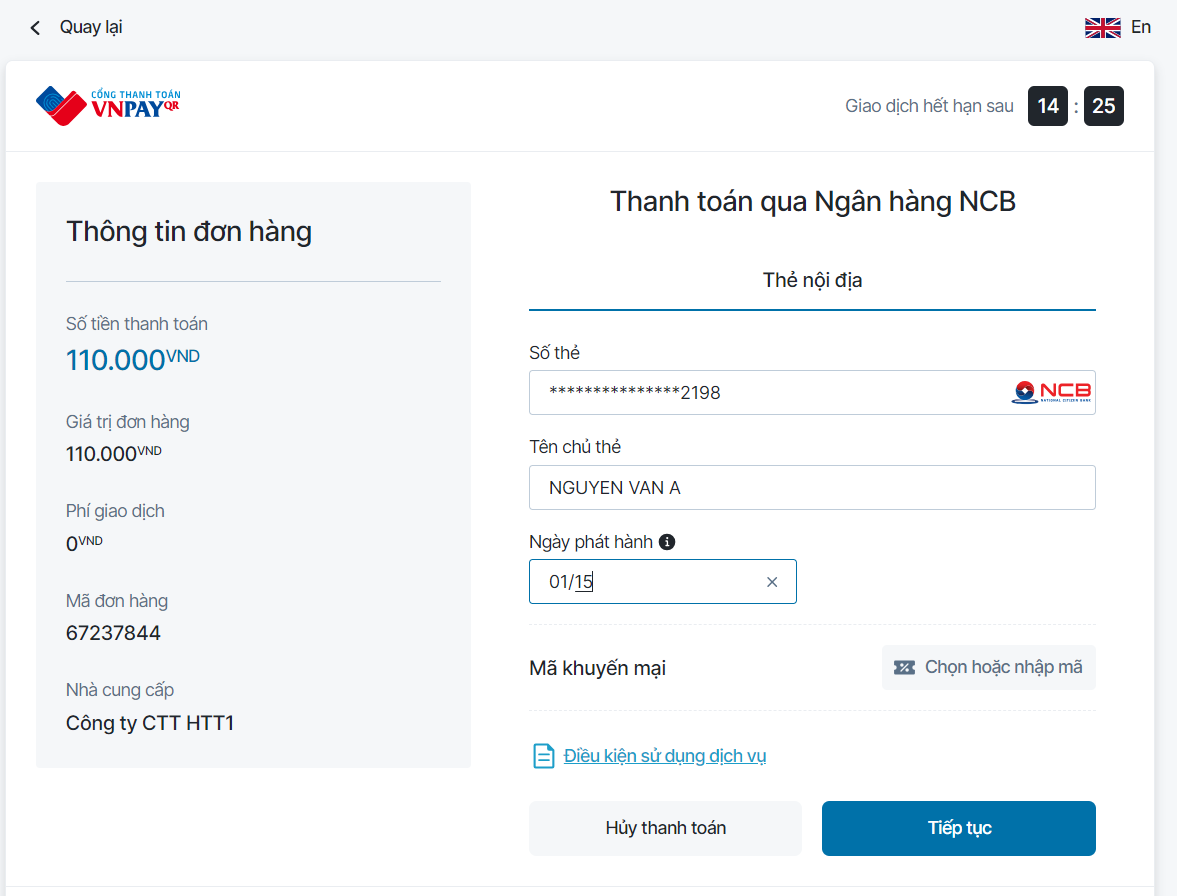 Quay lại
En
CỔNG THANH TOÁN
VNPAYQR
Giao dịch hết hạn sau 14 : 25
Thông tin đơn hàng
Số tiền thanh toán
110.000VND
Giá trị đơn hàng
110.000VND
Phí giao dịch
0VND
Mã đơn hàng
67237844
Nhà cung cấp
Công ty CTT HTT1
Thanh toán qua Ngân hàng NCB
Thẻ nội địa
Số thẻ
***************2198
NCB
NATIONAL CITIZEN BANK
Tên chủ thẻ
NGUYEN VAN A
Ngày phát hành
01/15
Mã khuyến mại
Chọn hoặc nhập mã
Điều kiện sử dụng dịch vụ
Hủy thanh toán
Tiếp tục